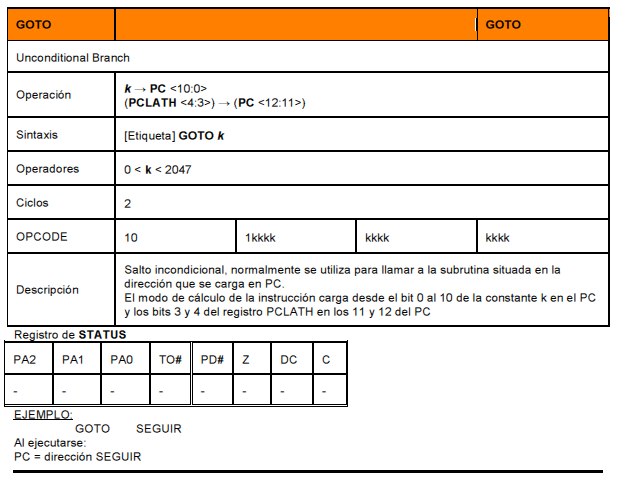 GOTO GOTO
Unconditional Branch
Operación k → PC <10:0>
(PCLATH <4:3>) → (PC <12:11>)
Sintaxis [Etiqueta] GOTO k
Operadores 0 < k < 2047
Ciclos 2
OPCODE 10 1kkkk kkkk kkkk
Descripción Salto incondicional, normalmente se utiliza para llamar a la subrutina situada en la
dirección que se carga en PC.
El modo de cálculo de la instrucción carga desde el bit 0 al 10 de la constante k en el PC
y los bits 3 y 4 del registro PCLATH en los 11 y 12 del PC
Registro de STATUS
PA2 PA1 PA0 TO# PD# Z DC C
- - - - - - - -
EJEMPLO:
GOTO SEGUIR
Al ejecutarse:
PC = dirección SEGUIR